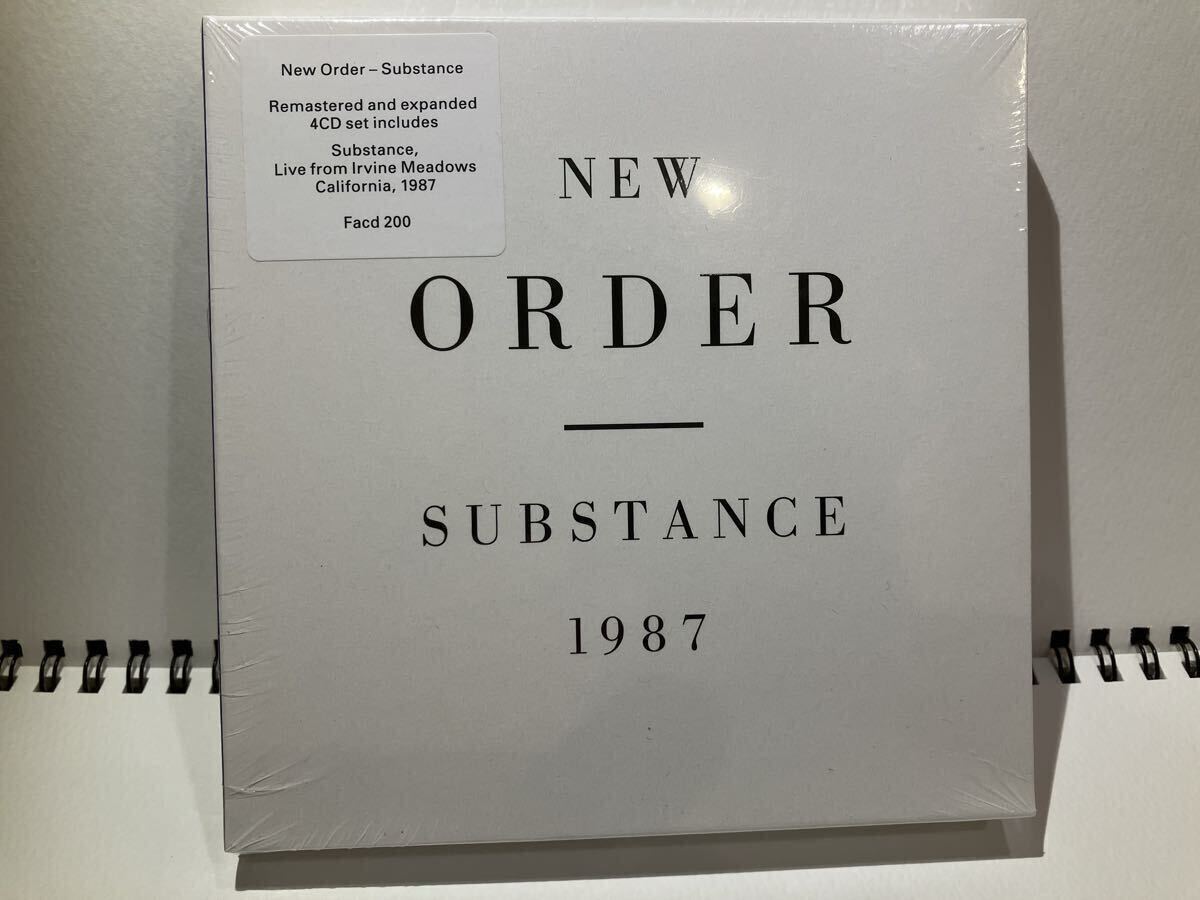 New Order – Substance
Remastered and expanded
4CD set includes
Substance,
Live from Irvine Meadows
California, 1987
Facd 200
NEW
ORDER
SUBSTANCE
1987